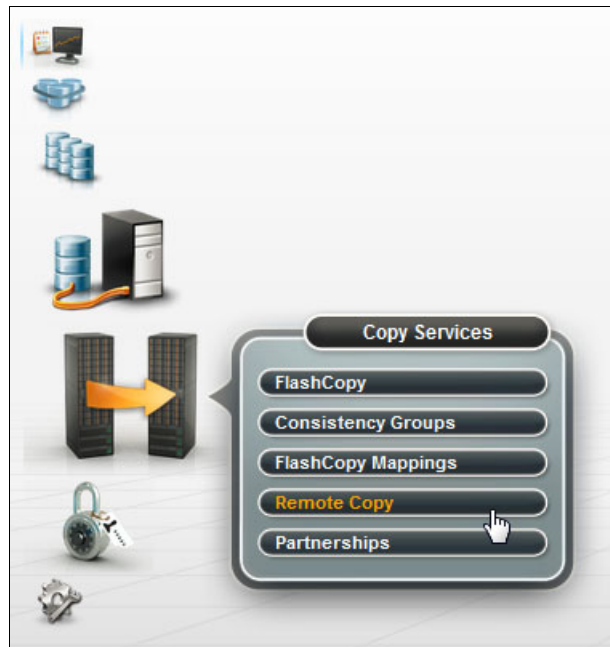 Copy Services
FlashCopy
Consistency Groups
FlashCopy Mappings
Remote Copy
Partnerships